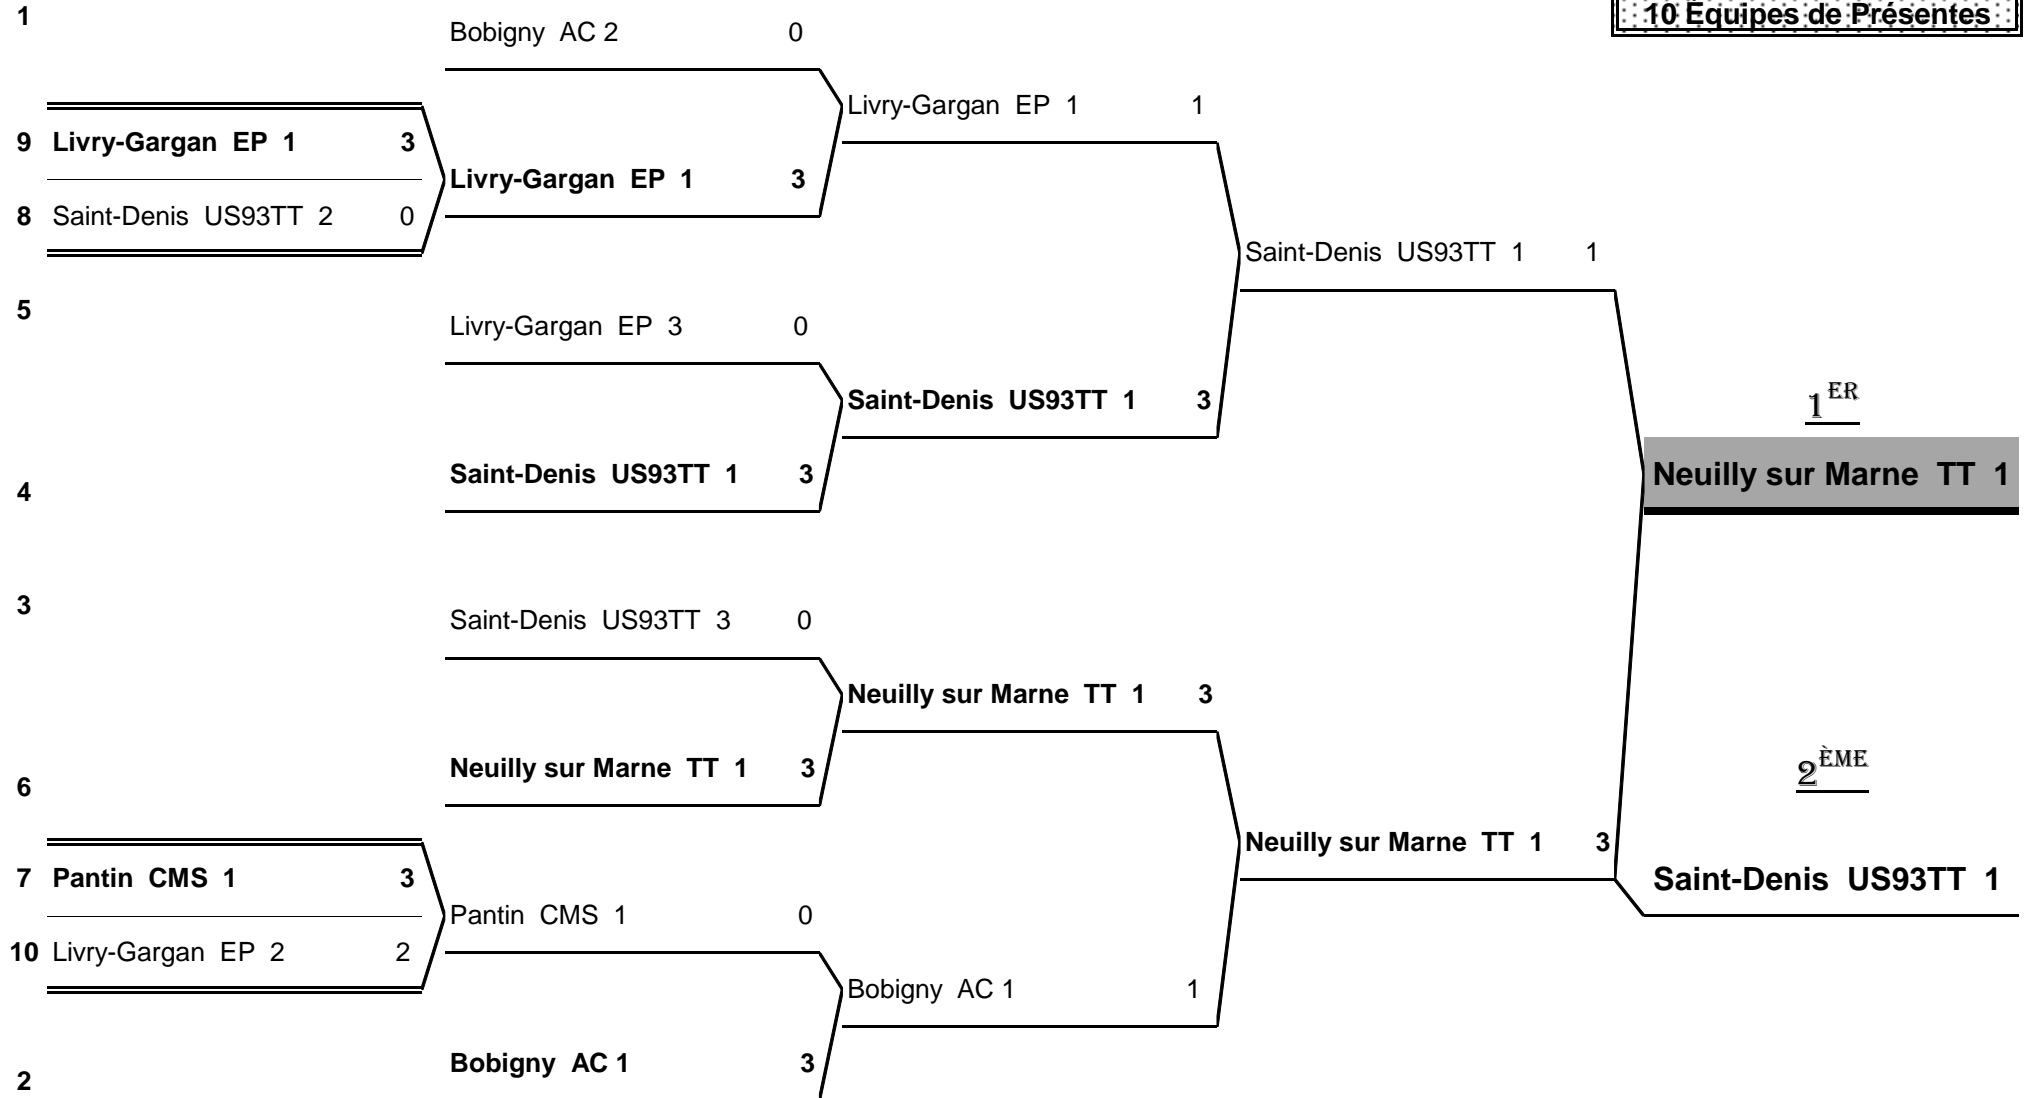 1
10 Équipes de Présentes
Bobigny AC 2 0
Livry-Gargan EP 1 1
9 Livry-Gargan EP 1 3
Livry-Gargan EP 1 3
8 Saint-Denis US93TT 2 0
Saint-Denis US93TT 1 1
5
Livry-Gargan EP 3 0
1ER
Saint-Denis US93TT 1 3
Saint-Denis US93TT 1 3
Neuilly sur Marne TT 1
4
3
Saint-Denis US93TT 3 0
Neuilly sur Marne TT 1 3
Neuilly sur Marne TT 1 3
2ÈME
6
Neuilly sur Marne TT 1 3
7 Pantin CMS 1 3
Saint-Denis US93TT 1
Pantin CMS 1 0
10 Livry-Gargan EP 2 2
Bobigny AC 1 1
Bobigny AC 1 3
2